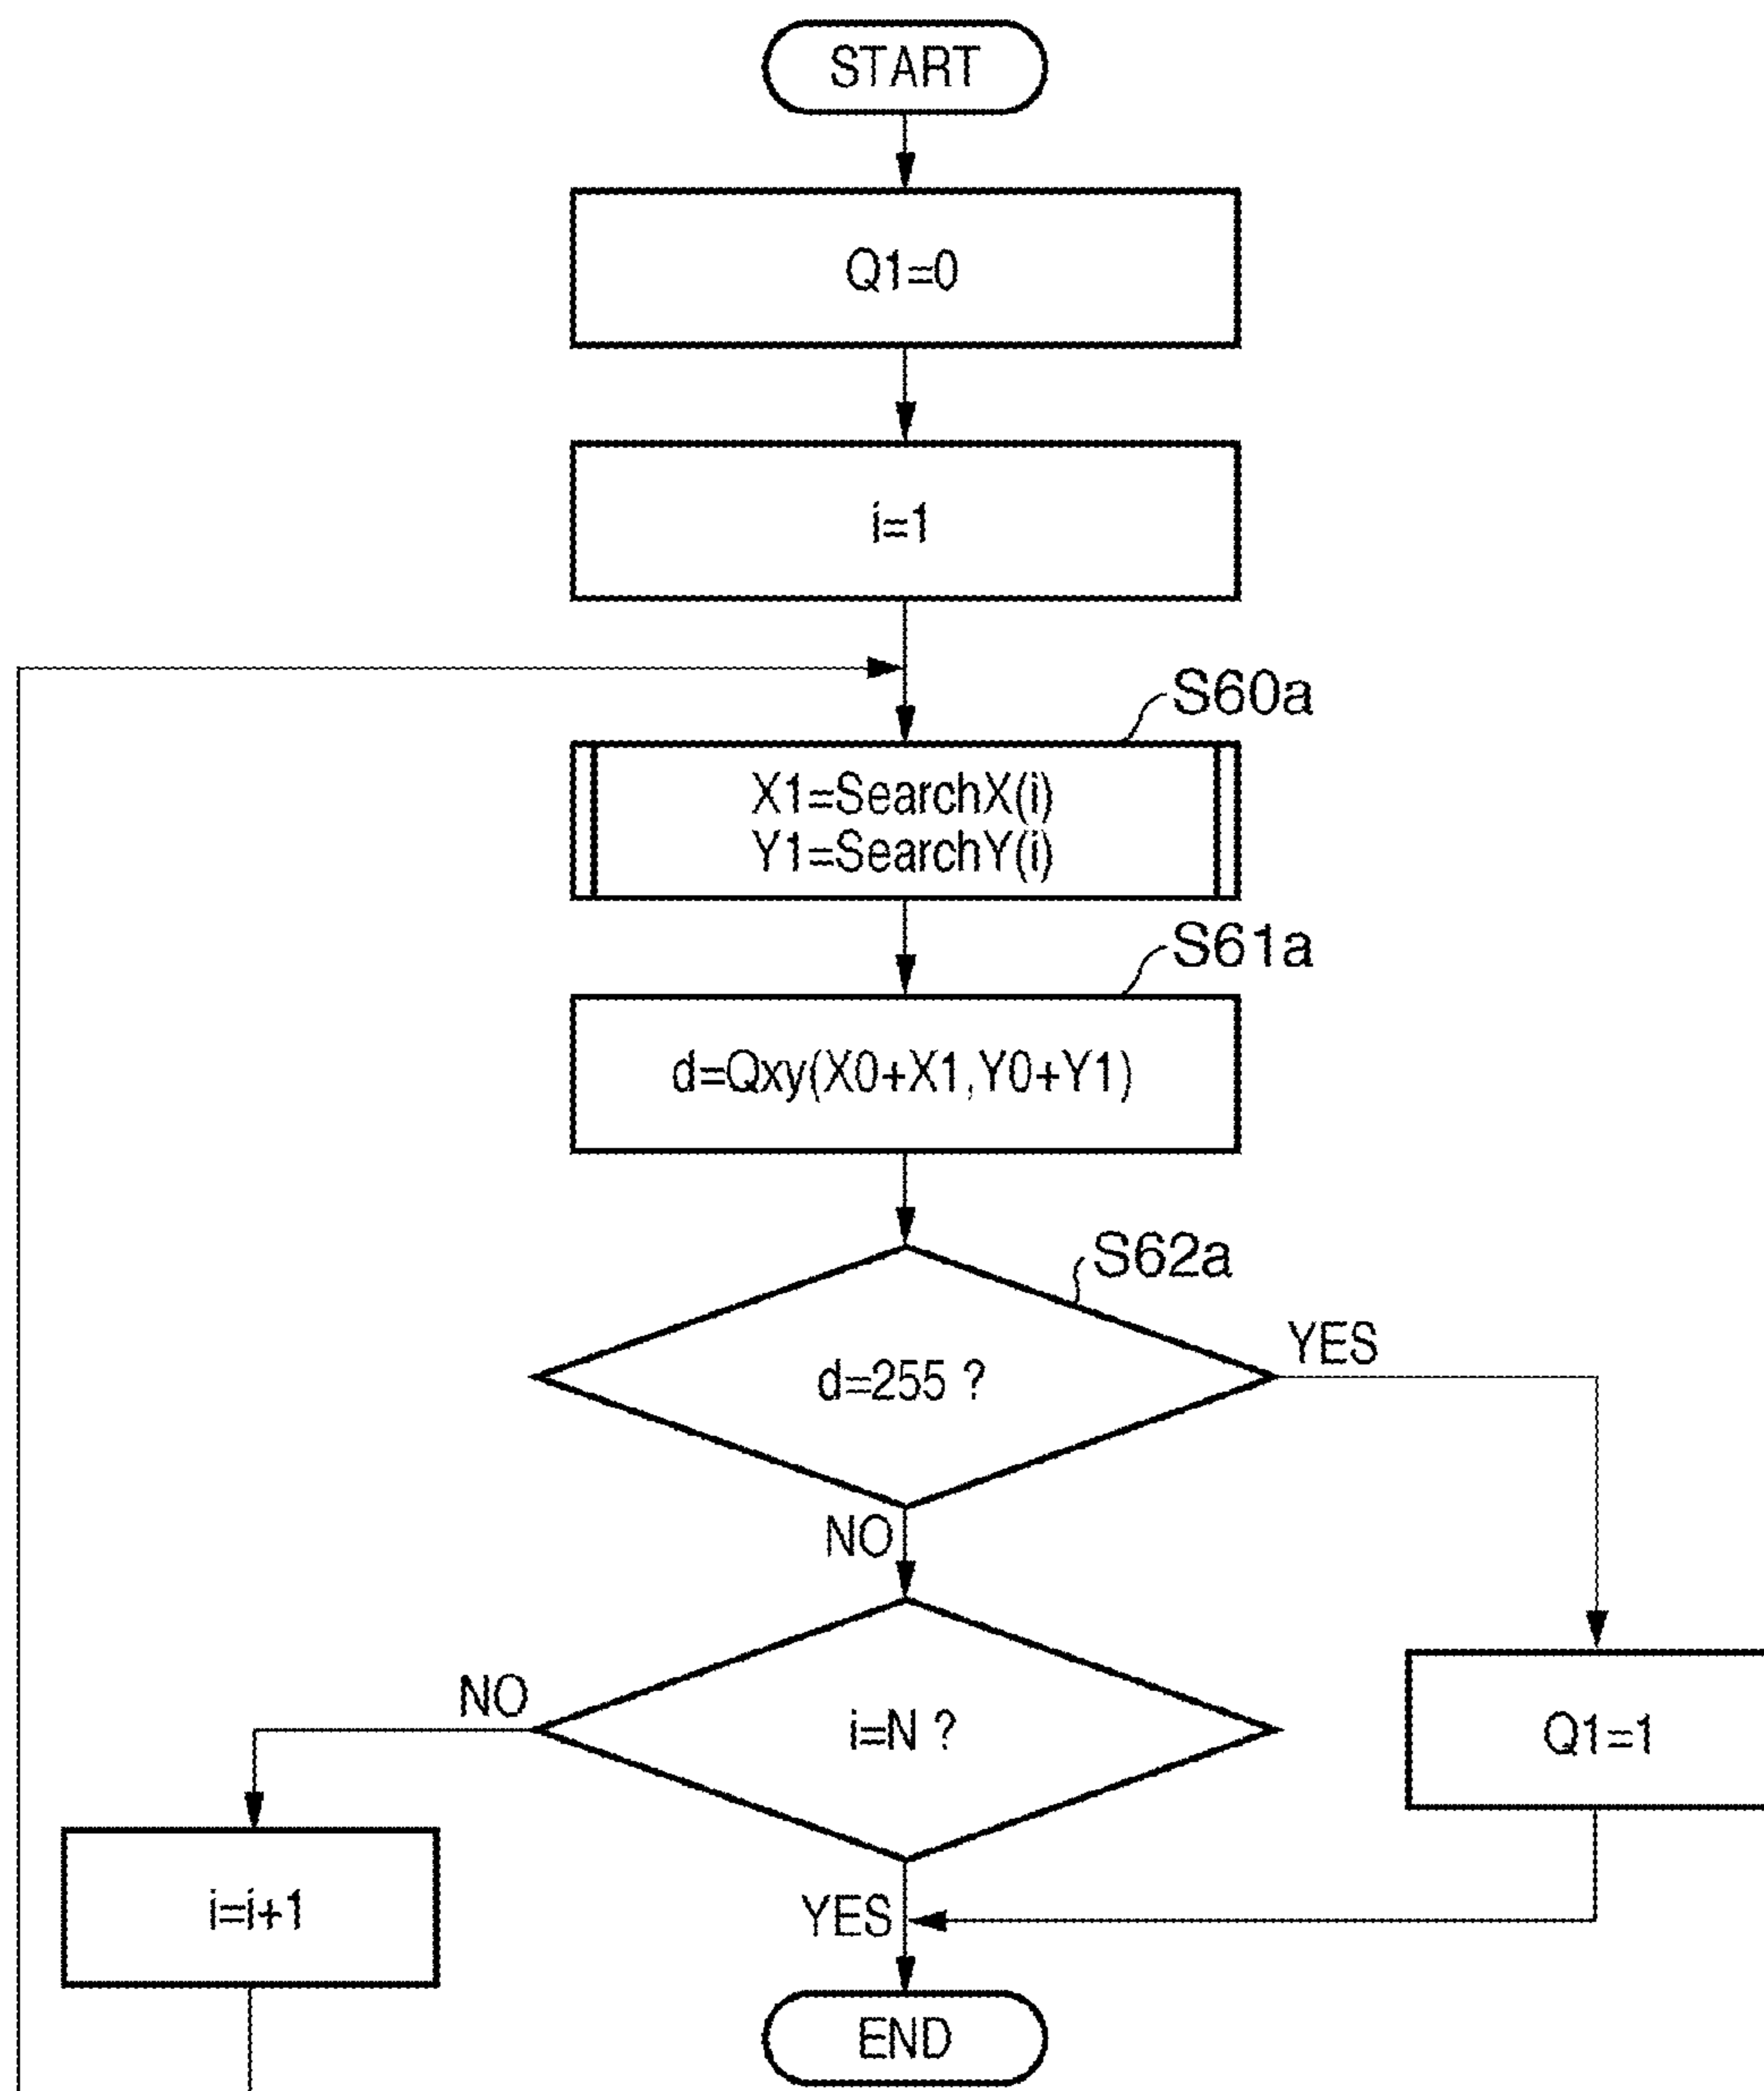 START
Q1=0
i=1
S60a
X1=SearchX(i)
Y1=SearchY(i)
S61a
d=Qxy(X0+X1,Y0+Y1)
S62a
d=255 ?
YES
NO
i=N ?
NO
Q1=1
i=i+1
YES
END